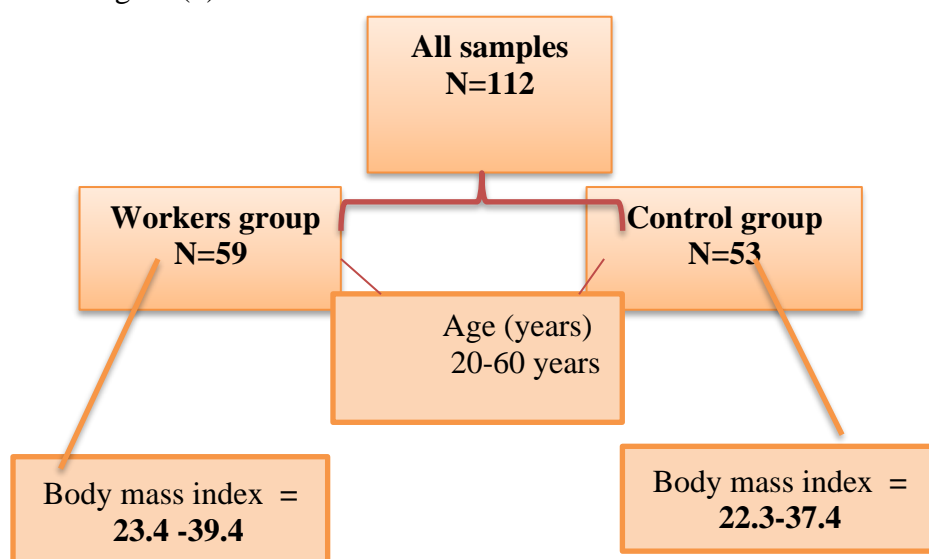 All samples
N=112
Workers group
N=59
Control group
N=53
Age (years)
20-60 years
Body mass index  =
23.4 -39.4
Body mass index  =
22.3-37.4